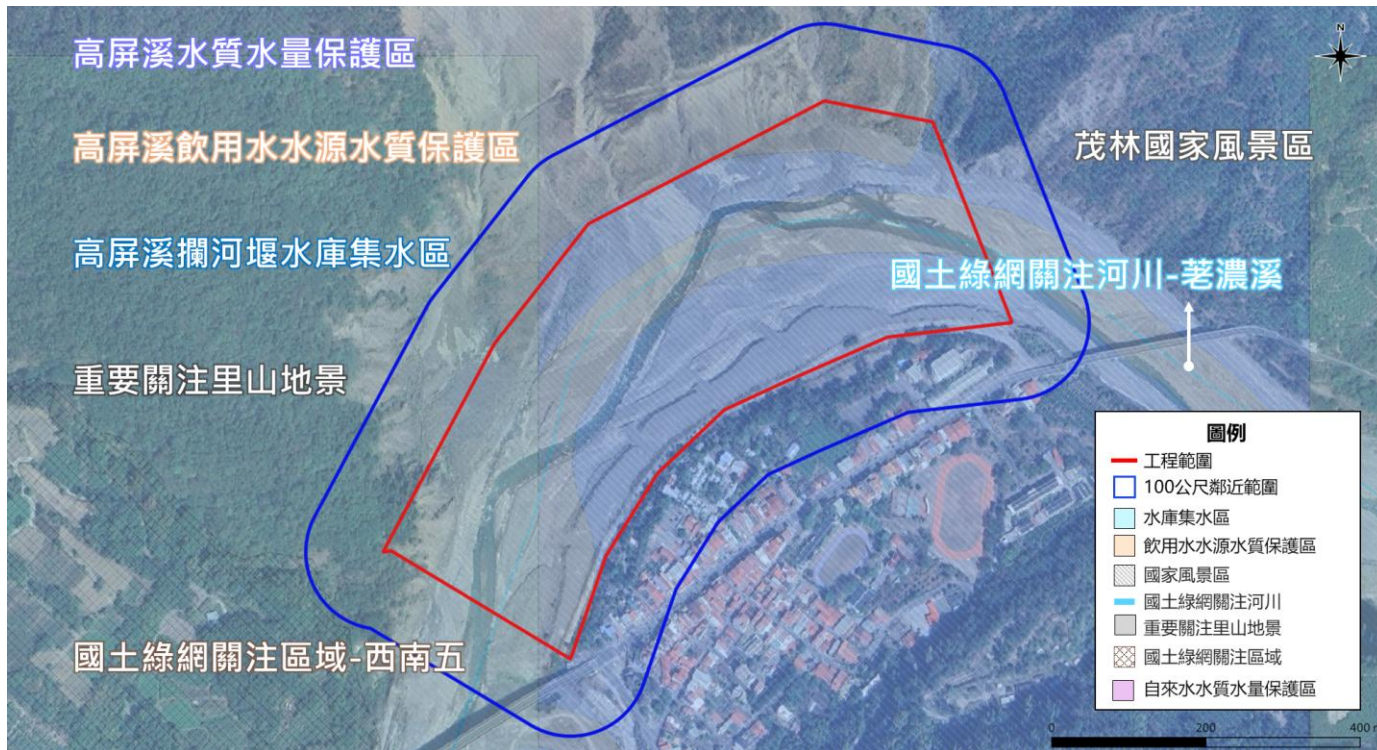 高屏溪水質水量保護區
N
高屏溪飲用水水源水質保護區
茂林國家風景區
高屏溪攔河堰水庫集水區
國土綠網關注河川-荖濃溪
重要關注里山地景
國土綠網關注區域-西南五
圖例
工程範圍
100公尺鄰近範圍
水庫集水區
飲用水水源水質保護區
國家風景區
國土綠網關注河川
重要關注里山地景
國土綠網關注區域
自來水水質水量保護區
0 200 400 m